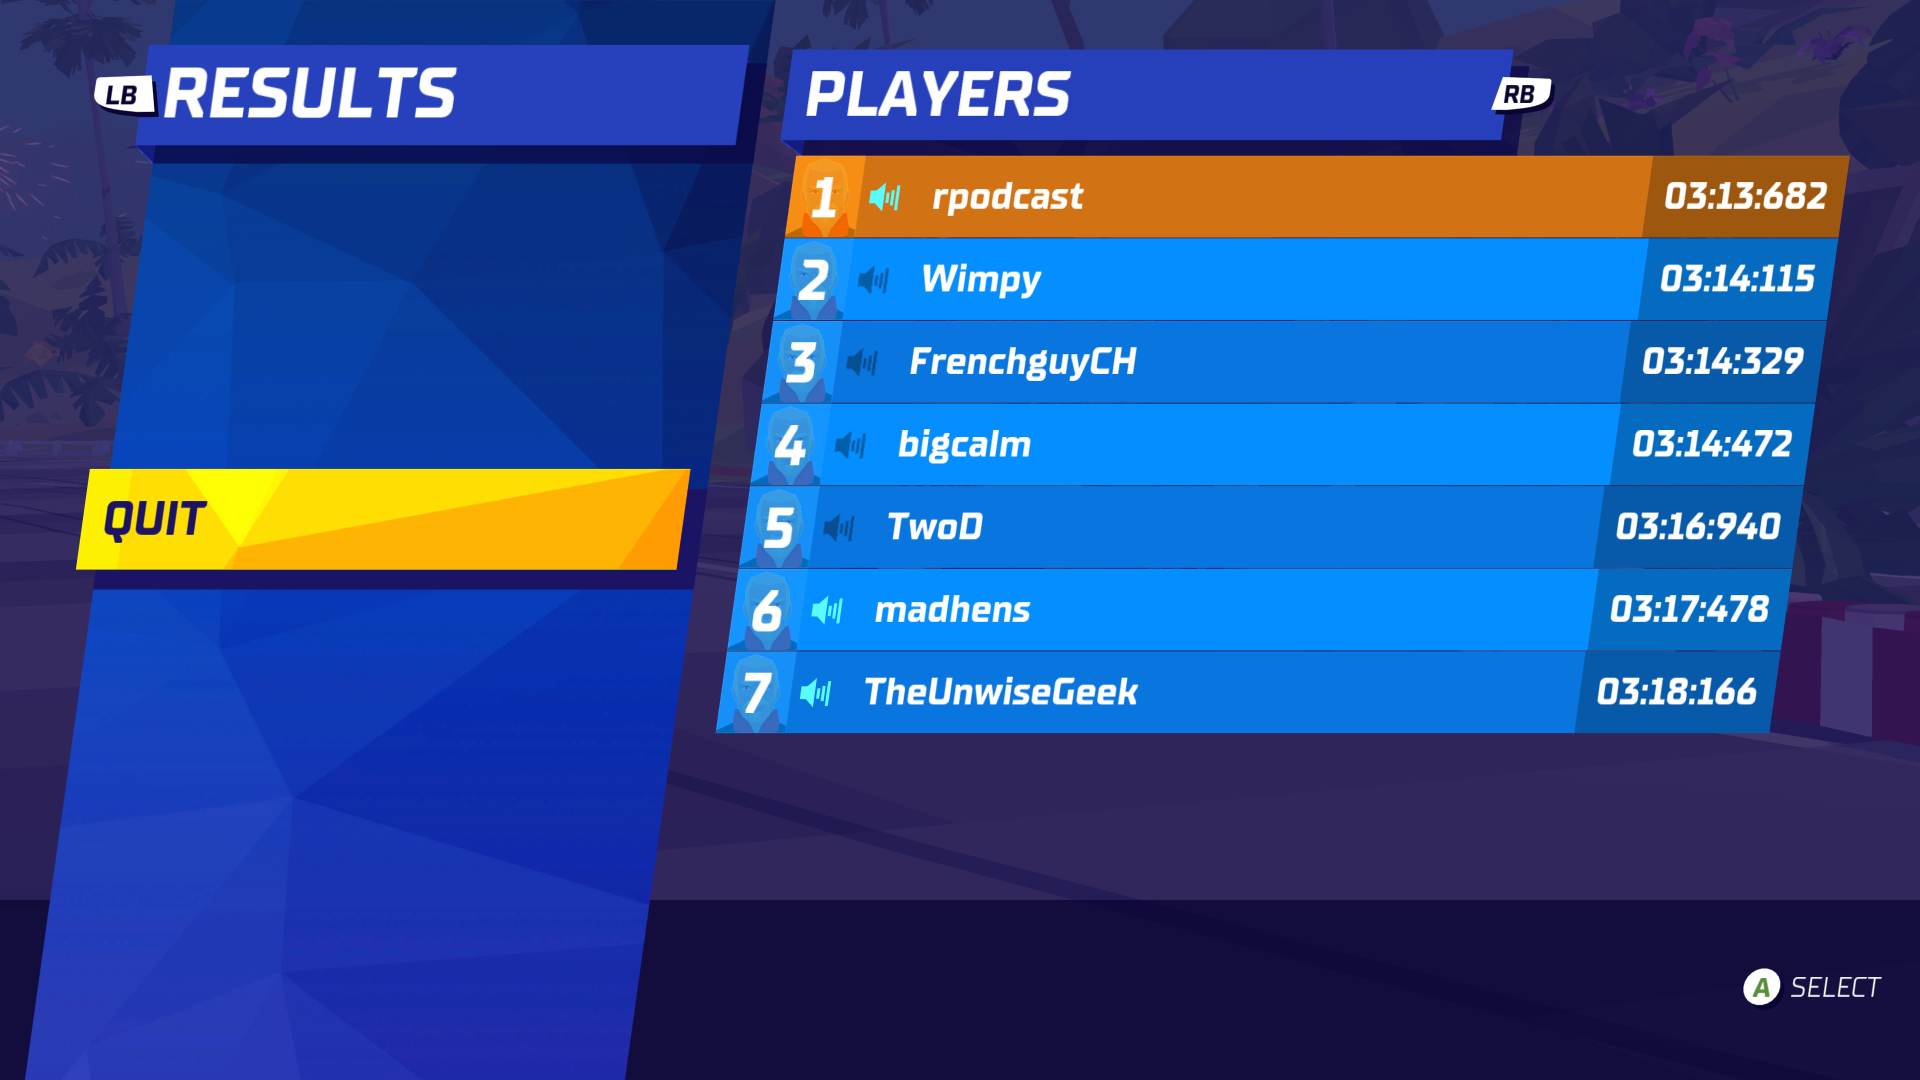 LB RESULTS
QUIT
PLAYERS RB
1 rpodcast 03:13:682
2 Wimpy 03:14:115
3 FrenchguyCH 03:14:329
4 bigcalm 03:14:472
5 TwoD 03:16:940
6 madhens 03:17:478
7 TheUnwiseGeek 03:18:166
A SELECT